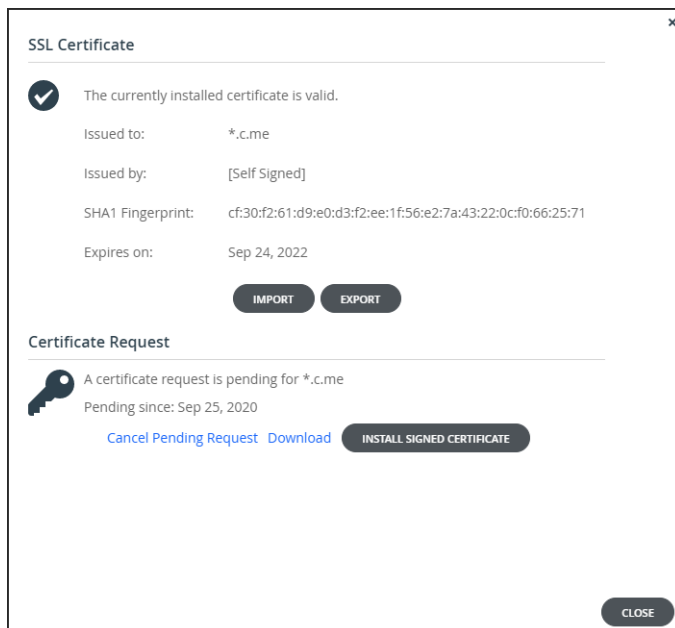 ×
SSL Certificate
The currently installed certificate is valid.
Issued to: *.c.me
Issued by: [Self Signed]
SHA1 Fingerprint: cf:30:f2:61:d9:e0:d3:f2:ee:1f:56:e2:7a:43:22:0c:f0:66:25:71
Expires on: Sep 24, 2022
IMPORT EXPORT
Certificate Request
A certificate request is pending for *.c.me
Pending since: Sep 25, 2020
Cancel Pending Request Download INSTALL SIGNED CERTIFICATE
CLOSE